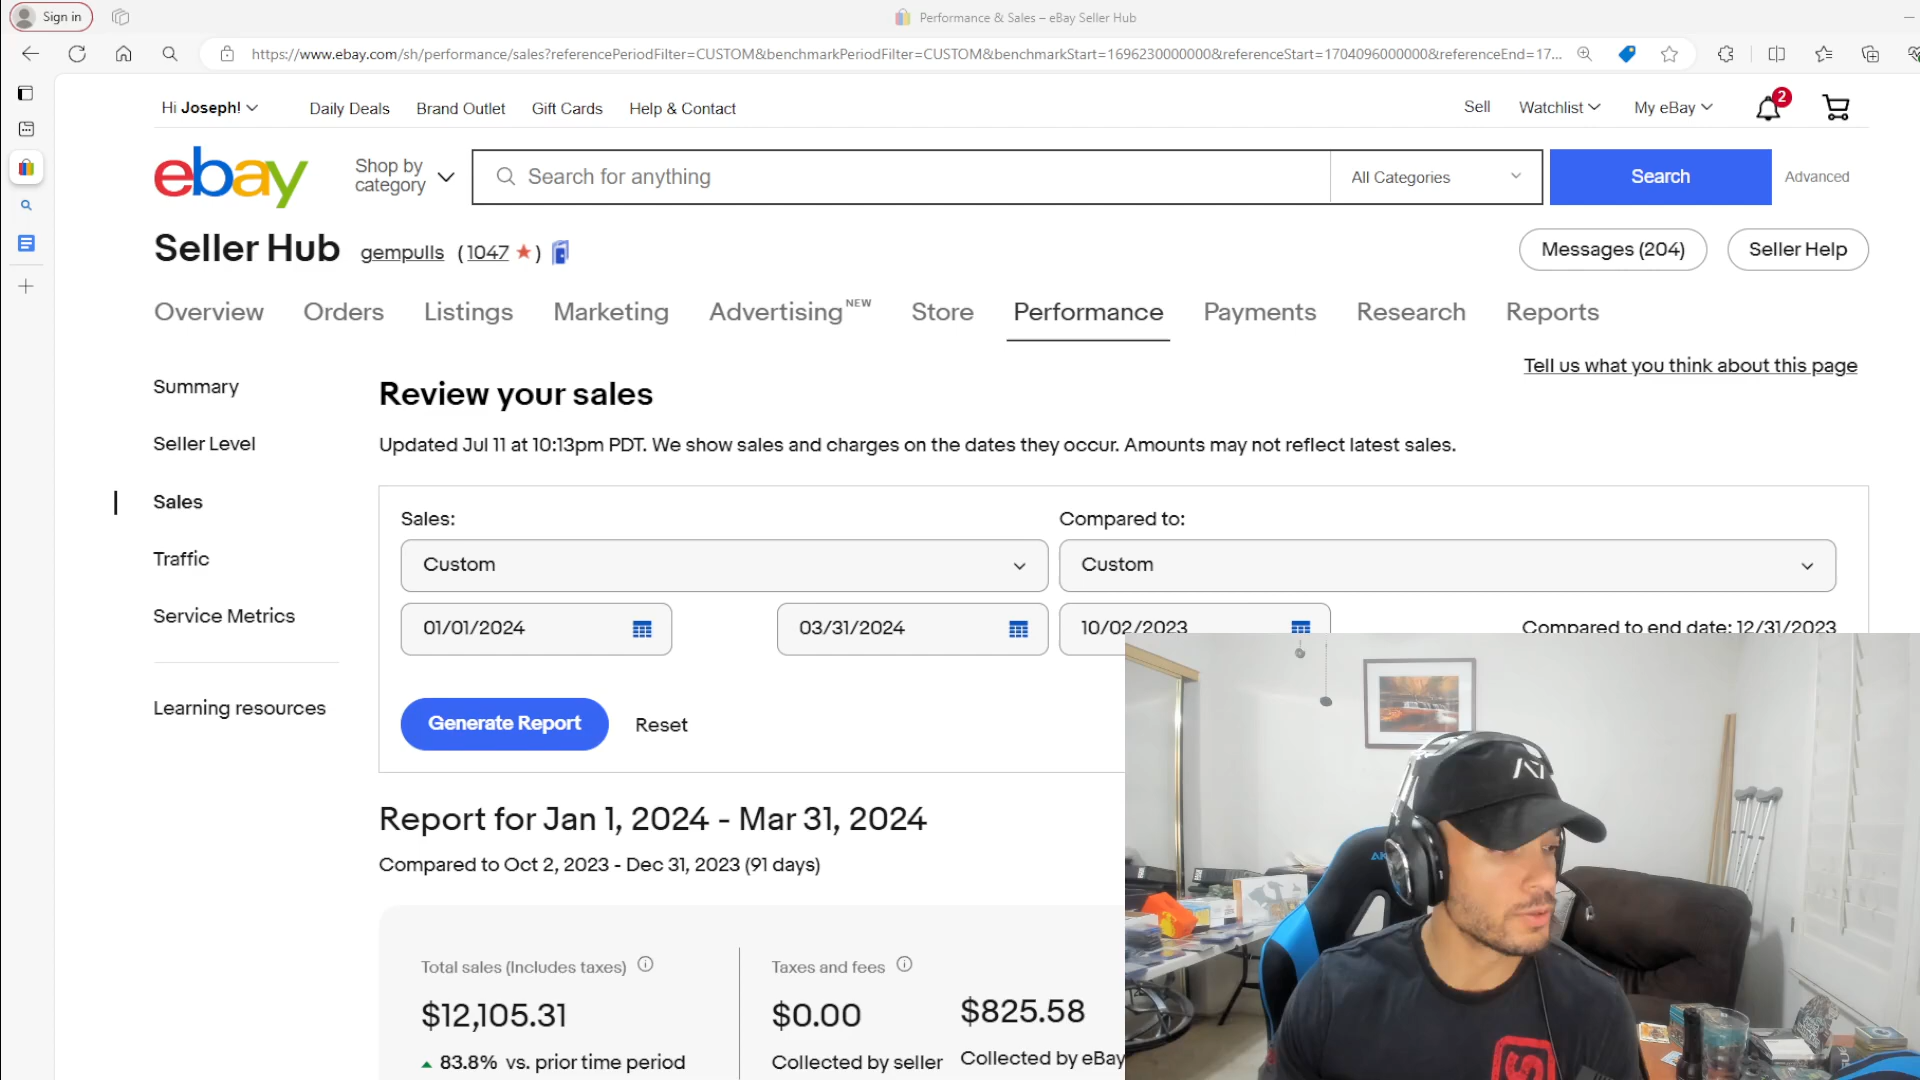 Sign in
Performance & Sales – eBay Seller Hub
https://www.ebay.com/sh/performance/sales?referencePeriodFilter=CUSTOM&benchmarkPeriodFilter=CUSTOM&benchmarkStart=1696230000000&referenceStart=1704096000000&referenceEnd=17...
Hi Joseph! Daily Deals Brand Outlet Gift Cards Help & Contact Sell Watchlist My eBay 2
ebay Shop by category Search for anything All Categories Search Advanced
Seller Hub gempulls (1047 ★) Messages (204) Seller Help
Overview Orders Listings Marketing Advertising NEW Store Performance Payments Research Reports
Tell us what you think about this page
Summary
Seller Level
Sales
Traffic
Service Metrics
Learning resources
Review your sales
Updated Jul 11 at 10:13pm PDT. We show sales and charges on the dates they occur. Amounts may not reflect latest sales.
Sales: Compared to:
Custom Custom
01/01/2024 03/31/2024 10/02/2023 Compared to end date: 12/31/2023
Generate Report Reset
Report for Jan 1, 2024 - Mar 31, 2024
Compared to Oct 2, 2023 - Dec 31, 2023 (91 days)
Total sales (Includes taxes) Taxes and fees
$12,105.31 $0.00 $825.58
83.8% vs. prior time period Collected by seller Collected by eBay